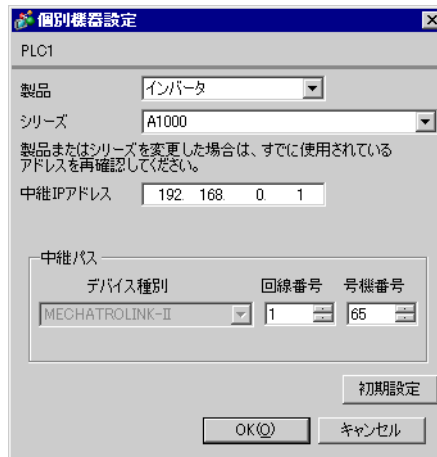 個別機器設定
PLC1
製品 インバータ
シリーズ A1000
製品またはシリーズを変更した場合は、すでに使用されている
アドレスを再確認してください。
中継IPアドレス 192. 168. 0. 1
中継パス
デバイス種別 回線番号 号機番号
MECHATROLINK-II 1 65
初期設定
OK(O) キャンセル